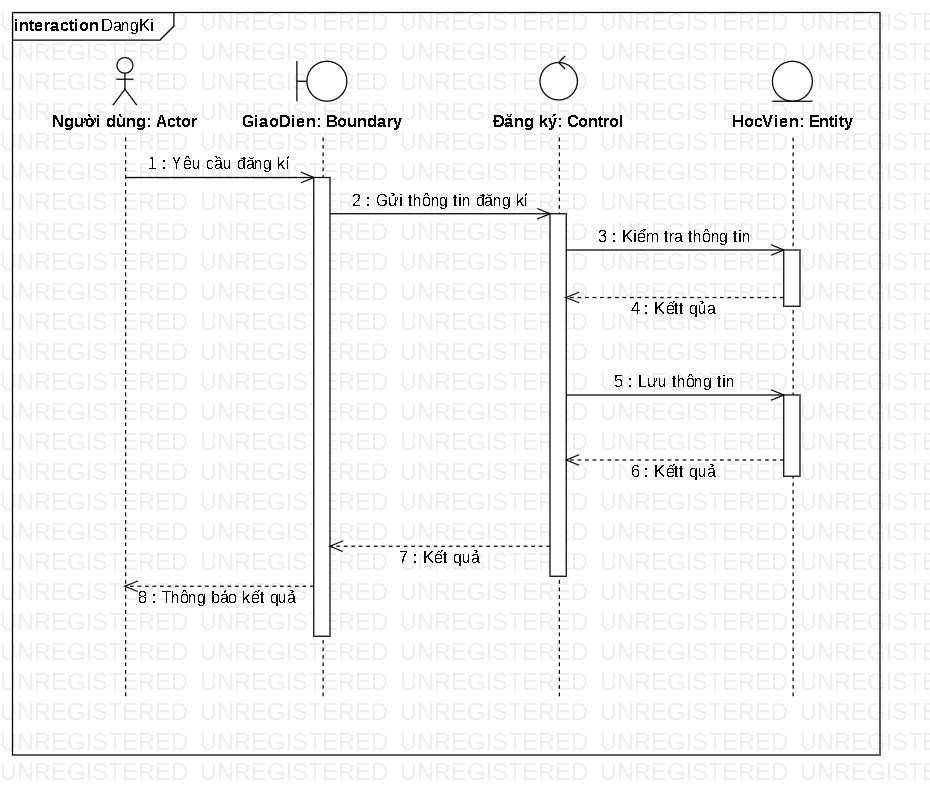 interaction DangKi
Người dùng: Actor
GiaoDien: Boundary
Đăng ký: Control
HocVien: Entity
1 : Yêu cầu đăng kí
2 : Gửi thông tin đăng kí
3 : Kiểm tra thông tin
4 : Kếtt qủa
5 : Lưu thông tin
6 : Kếtt quả
7 : Kết quả
8 : Thông báo kết quả
UNREGISTERED